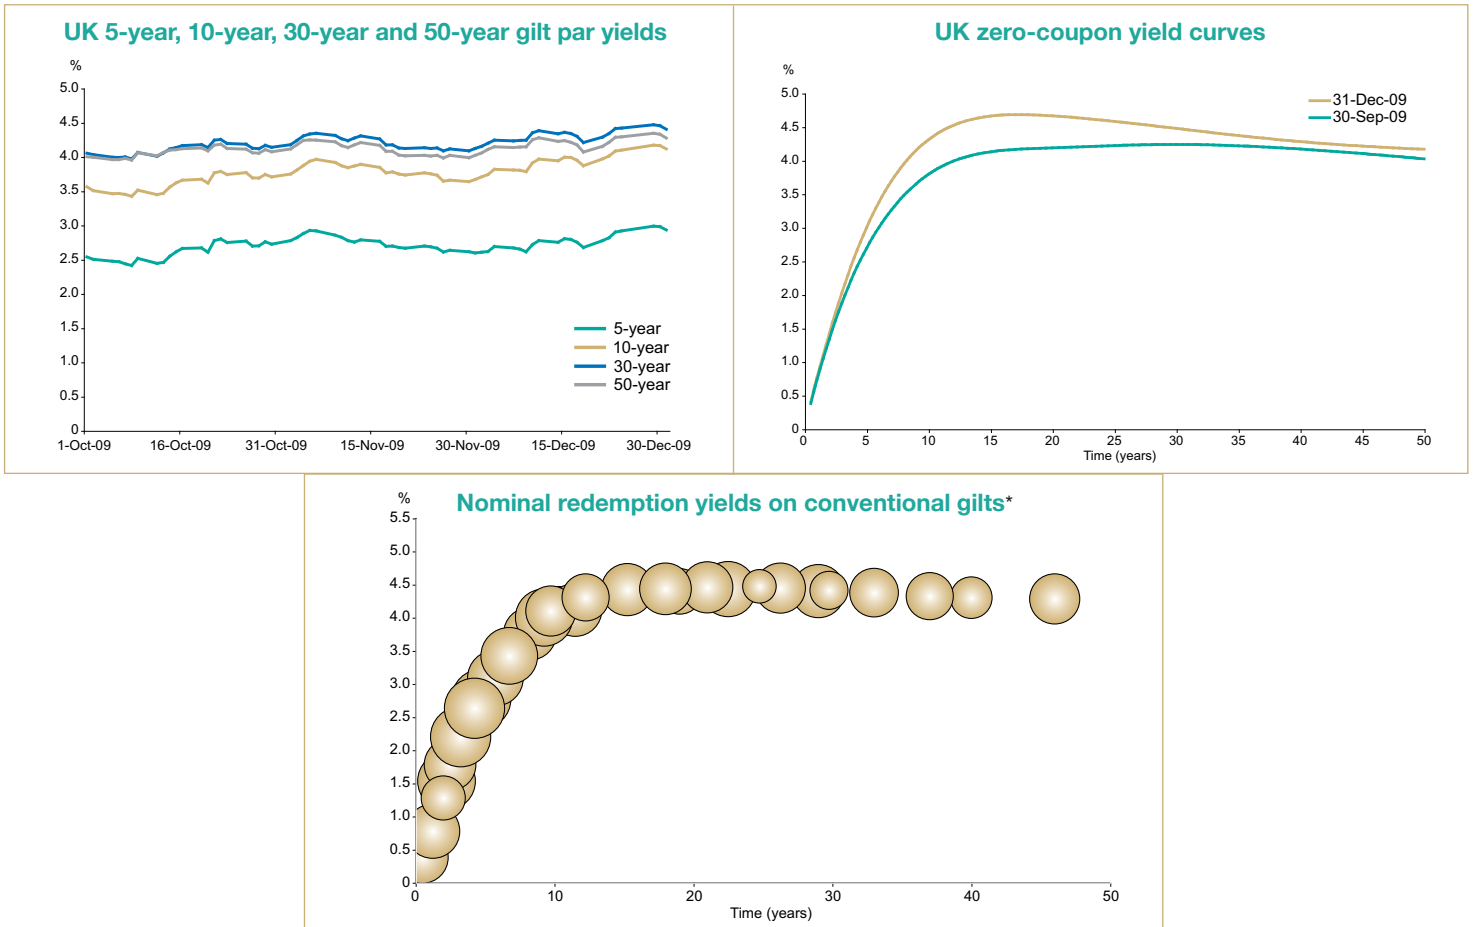 UK 5-year, 10-year, 30-year and 50-year gilt par yields
%
5.0
4.5
4.0
3.5
3.0
2.5
2.0
1.5
1.0
0.5
0
5-year
10-year
30-year
50-year
1-Oct-09 16-Oct-09 31-Oct-09 15-Nov-09 30-Nov-09 15-Dec-09 30-Dec-09
UK zero-coupon yield curves
%
5.0
4.5
4.0
3.5
3.0
2.5
2.0
1.5
1.0
0.5
0
31-Dec-09
30-Sep-09
0 5 10 15 20 25 30 35 40 45 50
Time (years)
Nominal redemption yields on conventional gilts*
%
5.5
5.0
4.5
4.0
3.5
3.0
2.5
2.0
1.5
1.0
0.5
0
0 10 20 30 40 50
Time (years)